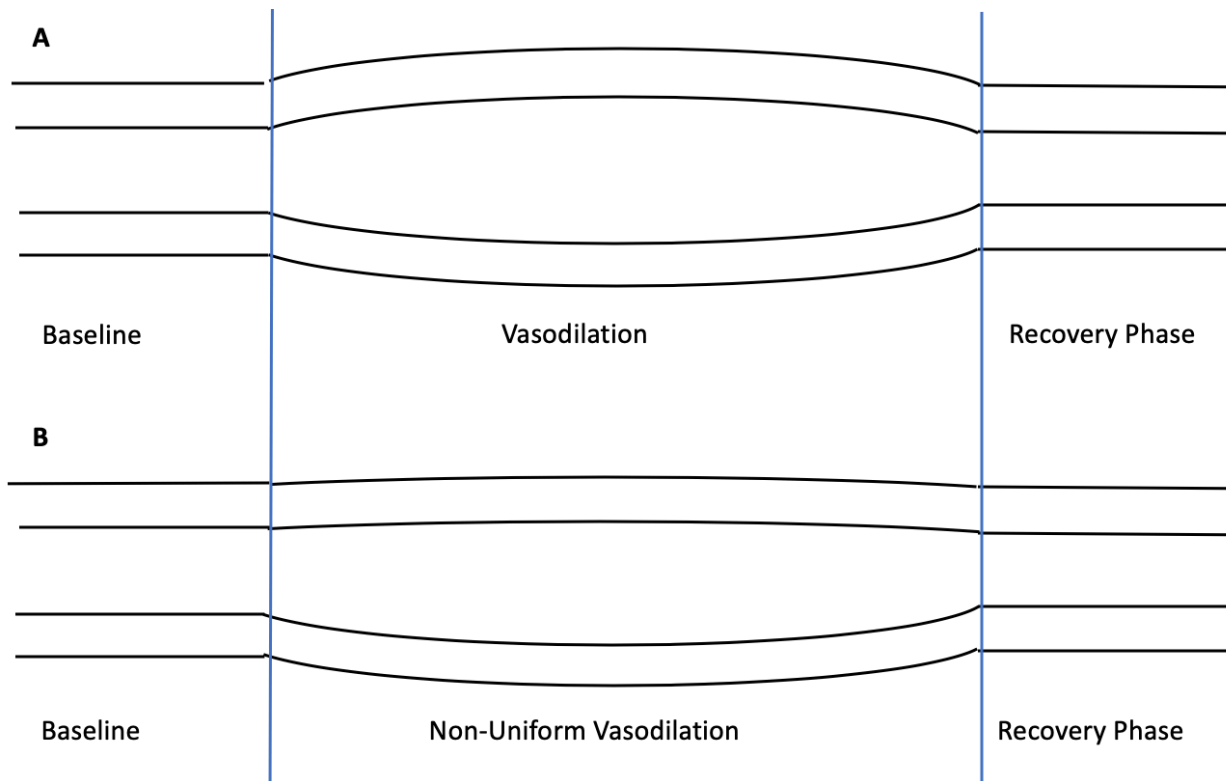 A
Baseline
Vasodilation
Recovery Phase
B
Baseline
Non-Uniform Vasodilation
Recovery Phase